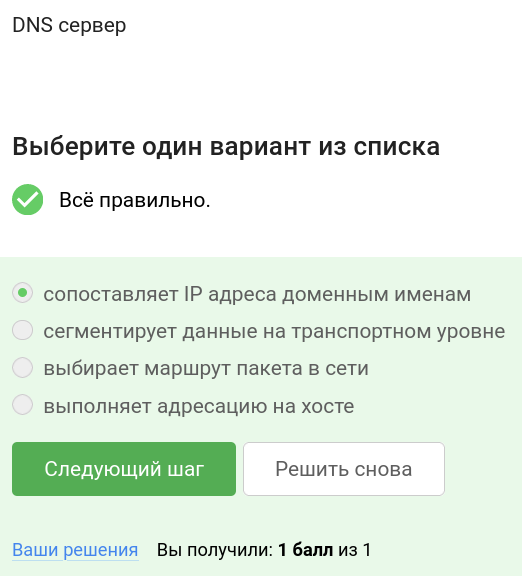 DNS сервер
Выберите один вариант из списка
Всё правильно.
сопоставляет IP адреса доменным именам
сегментирует данные на транспортном уровне
выбирает маршрут пакета в сети
выполняет адресацию на хосте
Следующий шаг
Решить снова
Ваши решения Вы получили: 1 балл из 1